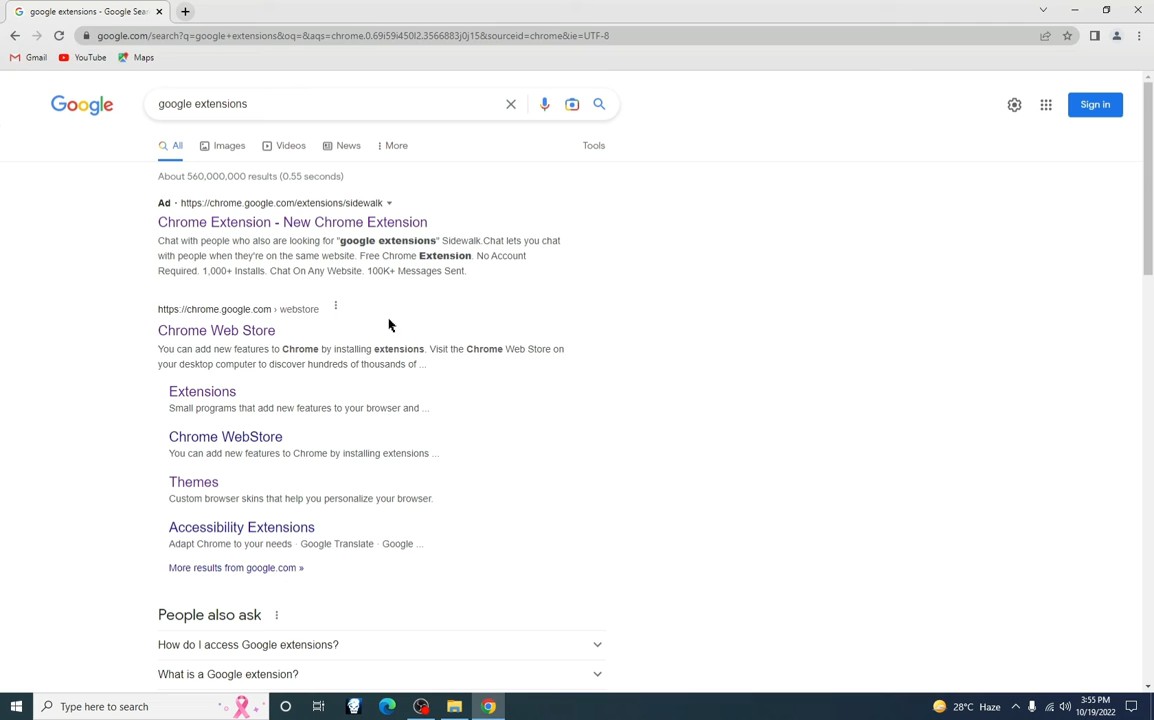 google extensions - Google Sear
google.com/search?q=google+extensions&oq=&aqs=chrome.0.69i59i450l2.3566883j0j15&sourceid=chrome&ie=UTF-8
Gmail YouTube Maps
Google
google extensions
Sign in
All Images Videos News More Tools
About 560,000,000 results (0.55 seconds)
Ad · https://chrome.google.com/extensions/sidewalk
Chrome Extension - New Chrome Extension
Chat with people who also are looking for "google extensions" Sidewalk.Chat lets you chat
with people when they're on the same website. Free Chrome Extension. No Account
Required. 1,000+ Installs. Chat On Any Website. 100K+ Messages Sent.
https://chrome.google.com › webstore
Chrome Web Store
You can add new features to Chrome by installing extensions. Visit the Chrome Web Store on
your desktop computer to discover hundreds of thousands of ...
Extensions
Small programs that add new features to your browser and ...
Chrome WebStore
You can add new features to Chrome by installing extensions ...
Themes
Custom browser skins that help you personalize your browser.
Accessibility Extensions
Adapt Chrome to your needs · Google Translate · Google ...
More results from google.com »
People also ask
How do I access Google extensions?
What is a Google extension?
Type here to search
28°C Haze
3:55 PM
10/19/2022